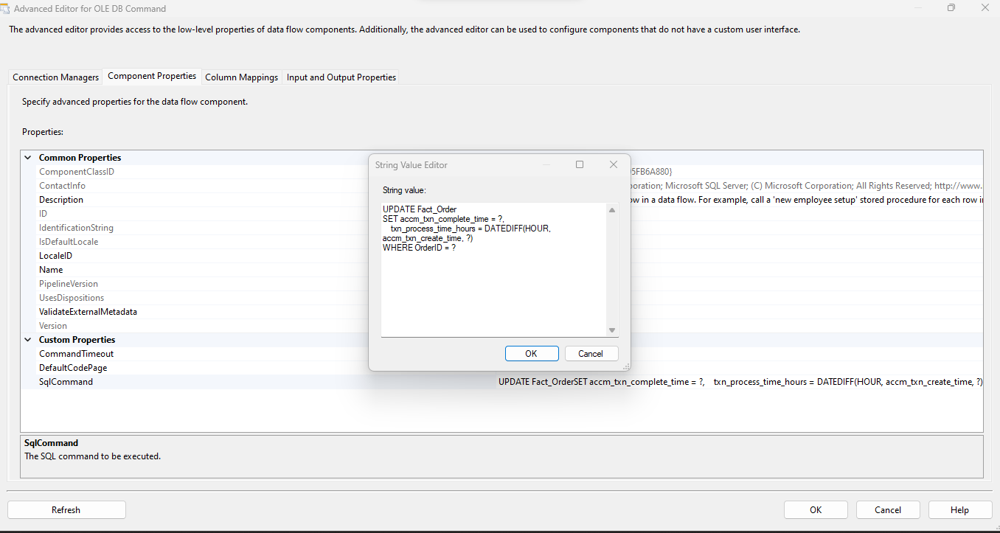 Advanced Editor for OLE DB Command
The advanced editor provides access to the low-level properties of data flow components. Additionally, the advanced editor can be used to configure components that do not have a custom user interface.
Connection Managers
Component Properties
Column Mappings
Input and Output Properties
Specify advanced properties for the data flow component.
Properties:
Common Properties
ComponentClassID
5FB6A880}
ContactInfo
oration; Microsoft SQL Server; (C) Microsoft Corporation; All Rights Reserved; http://www.
Description
ow in a data flow. For example, call a 'new employee setup' stored procedure for each row i
ID
IdentificationString
IsDefaultLocale
LocaleID
Name
PipelineVersion
UsesDispositions
ValidateExternalMetadata
Version
Custom Properties
CommandTimeout
DefaultCodePage
SqlCommand
UPDATE Fact_OrderSET accm_txn_complete_time = ?,    txn_process_time_hours = DATEDIFF(HOUR, accm_txn_create_time, ?)
String Value Editor
String value:
UPDATE Fact_Order
SET accm_txn_complete_time = ?,
txn_process_time_hours = DATEDIFF(HOUR,
accm_txn_create_time, ?)
WHERE OrderID = ?
OK
Cancel
SqlCommand
The SQL command to be executed.
Refresh
OK
Cancel
Help